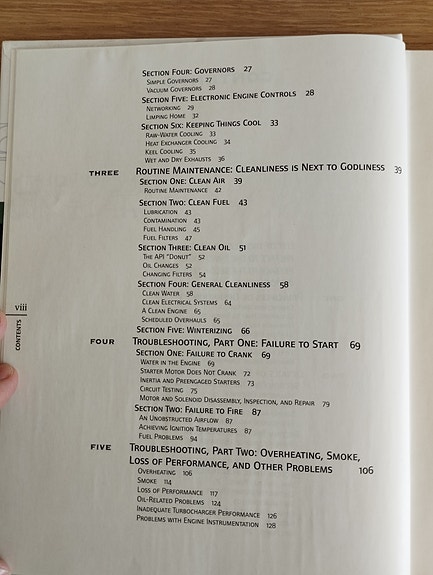 Section Four: Governors 27
Simple Governors 27
Vacuum Governors 28
Section Five: Electronic Engine Controls 28
Networking 29
Limping Home 32
Section Six: Keeping Things Cool 33
Raw-Water Cooling 33
Heat Exchanger Cooling 34
Keel Cooling 35
Wet and Dry Exhausts 36
THREE Routine Maintenance: Cleanliness is Next to Godliness 39
Section One: Clean Air 39
Routine Maintenance 42
Section Two: Clean Fuel 43
Lubrication 43
Contamination 43
Fuel Handling 45
Fuel Filters 47
Section Three: Clean Oil 51
The API "Donut" 52
Oil Changes 52
Changing Filters 54
Section Four: General Cleanliness 58
Clean Water 58
Clean Electrical Systems 64
A Clean Engine 65
Scheduled Overhauls 65
Section Five: Winterizing 66
viii
CONTENTS
FOUR Troubleshooting, Part One: Failure to Start 69
Section One: Failure to Crank 69
Water in the Engine 69
Starter Motor Does Not Crank 72
Inertia and Preengaged Starters 73
Circuit Testing 75
Motor and Solenoid Disassembly, Inspection, and Repair 79
Section Two: Failure to Fire 87
An Unobstructed Airflow 87
Achieving Ignition Temperatures 87
Fuel Problems 94
FIVE Troubleshooting, Part Two: Overheating, Smoke,
Loss of Performance, and Other Problems 106
Overheating 106
Smoke 114
Loss of Performance 117
Oil-Related Problems 124
Inadequate Turbocharger Performance 126
Problems with Engine Instrumentation 128